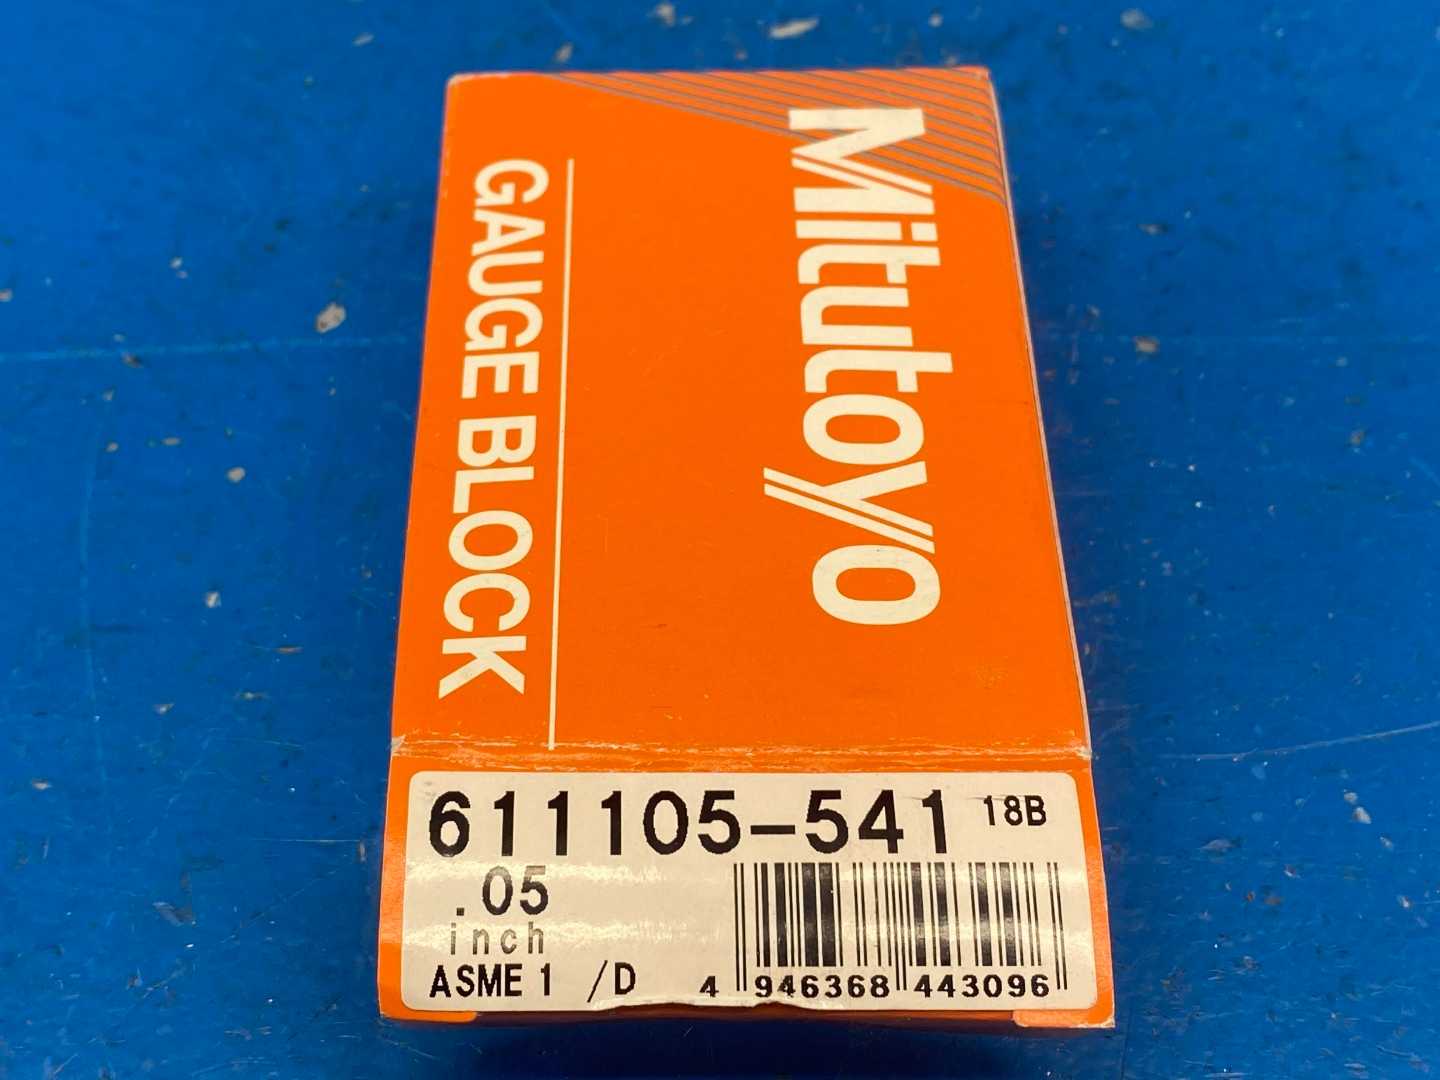 Mitutoyo
GAUGE BLOCK
611105-541 18B
.05
inch
ASME 1 /D
4 946368 443096